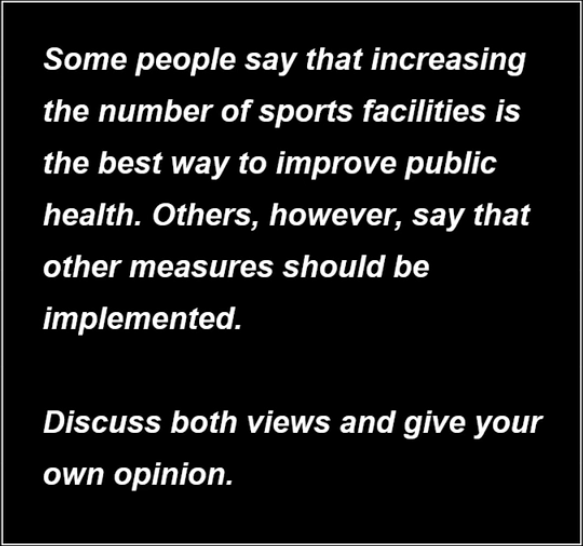 Some people say that increasing
the number of sports facilities is
the best way to improve public
health. Others, however, say that
other measures should be
implemented.
Discuss both views and give your
own opinion.